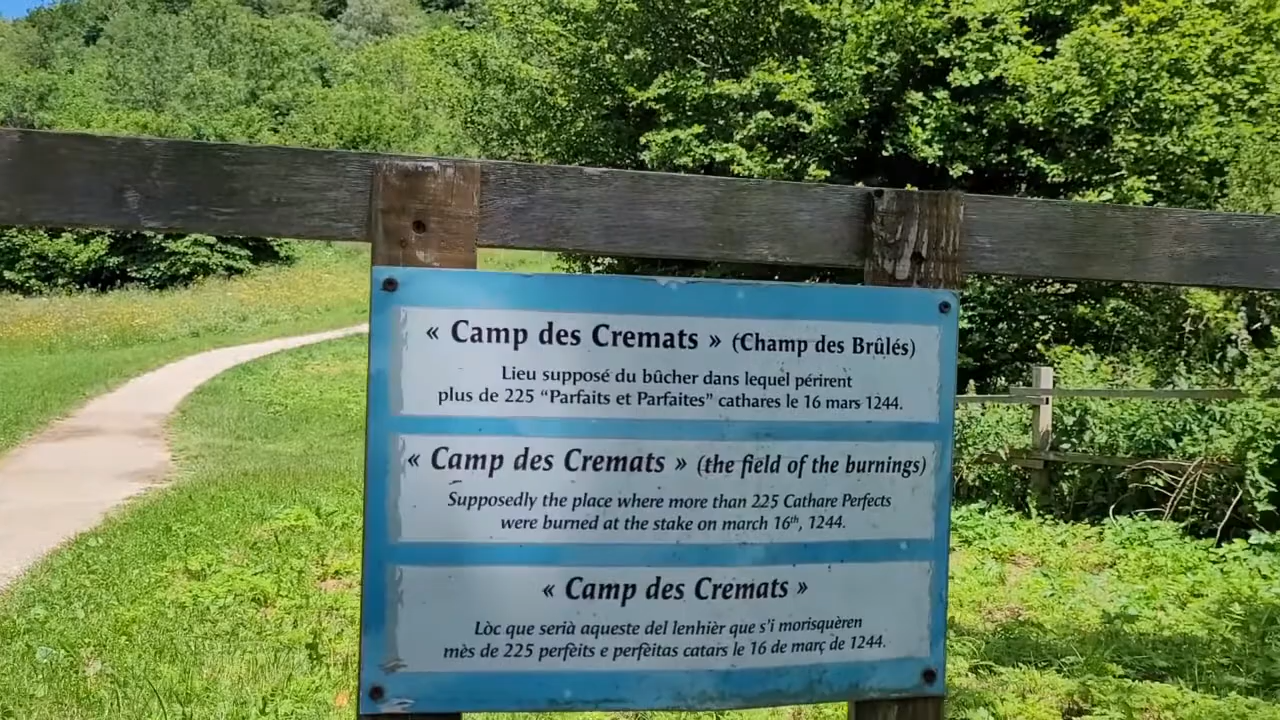 « Camp des Cremats » (Champ des Brûlés)
Lieu supposé du bûcher dans lequel périrent
plus de 225 “Parfaits et Parfaites” cathares le 16 mars 1244.
« Camp des Cremats » (the field of the burnings)
Supposedly the place where more than 225 Cathare Perfects
were burned at the stake on march 16th, 1244.
« Camp des Cremats »
Lòc que serià aqueste del lenhièr que s'i morisquèren
mès de 225 perfèits e perfèitas catars le 16 de març de 1244.